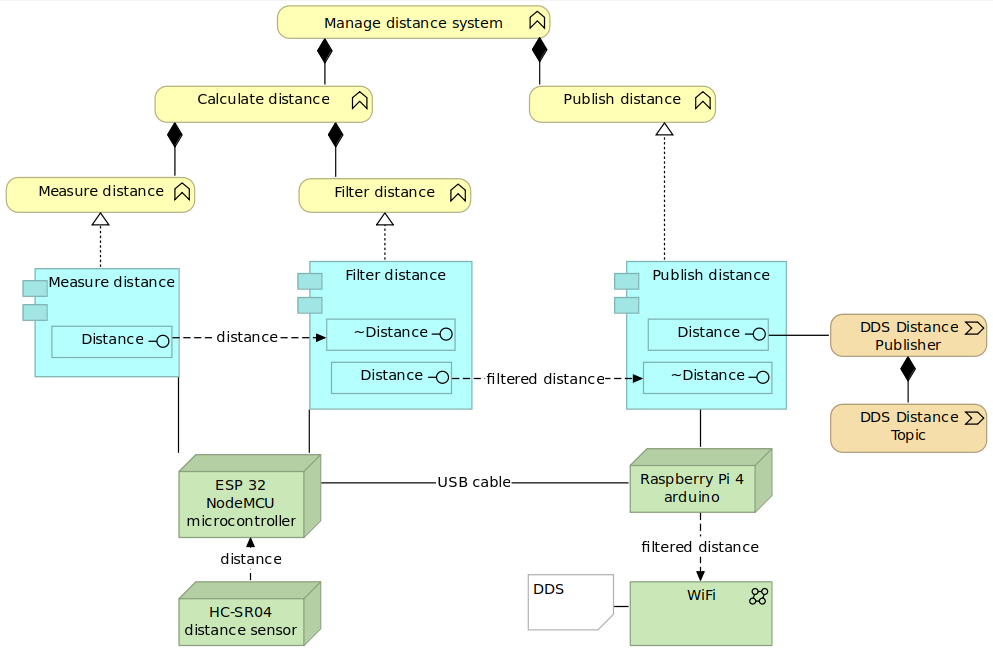 Manage distance system
Calculate distance
Publish distance
Measure distance
Filter distance
Measure distance
Distance
distance
Filter distance
~Distance
Distance
filtered distance
Publish distance
Distance
~Distance
DDS Distance
Publisher
DDS Distance
Topic
ESP 32
NodeMCU
microcontroller
USB cable
Raspberry Pi 4
arduino
distance
filtered distance
HC-SR04
distance sensor
DDS
WiFi